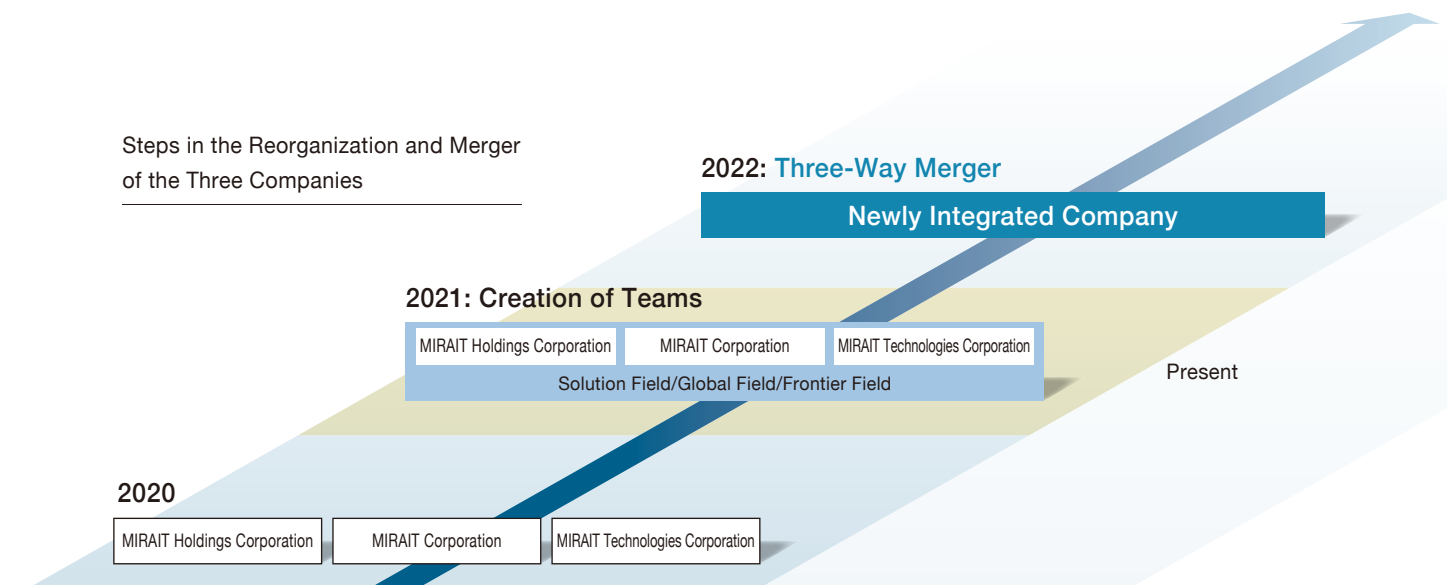 Steps in the Reorganization and Merger
of the Three Companies
2022: Three-Way Merger
Newly Integrated Company
2021: Creation of Teams
MIRAIT Holdings Corporation
MIRAIT Corporation
MIRAIT Technologies Corporation
Solution Field/Global Field/Frontier Field
Present
2020
MIRAIT Holdings Corporation
MIRAIT Corporation
MIRAIT Technologies Corporation